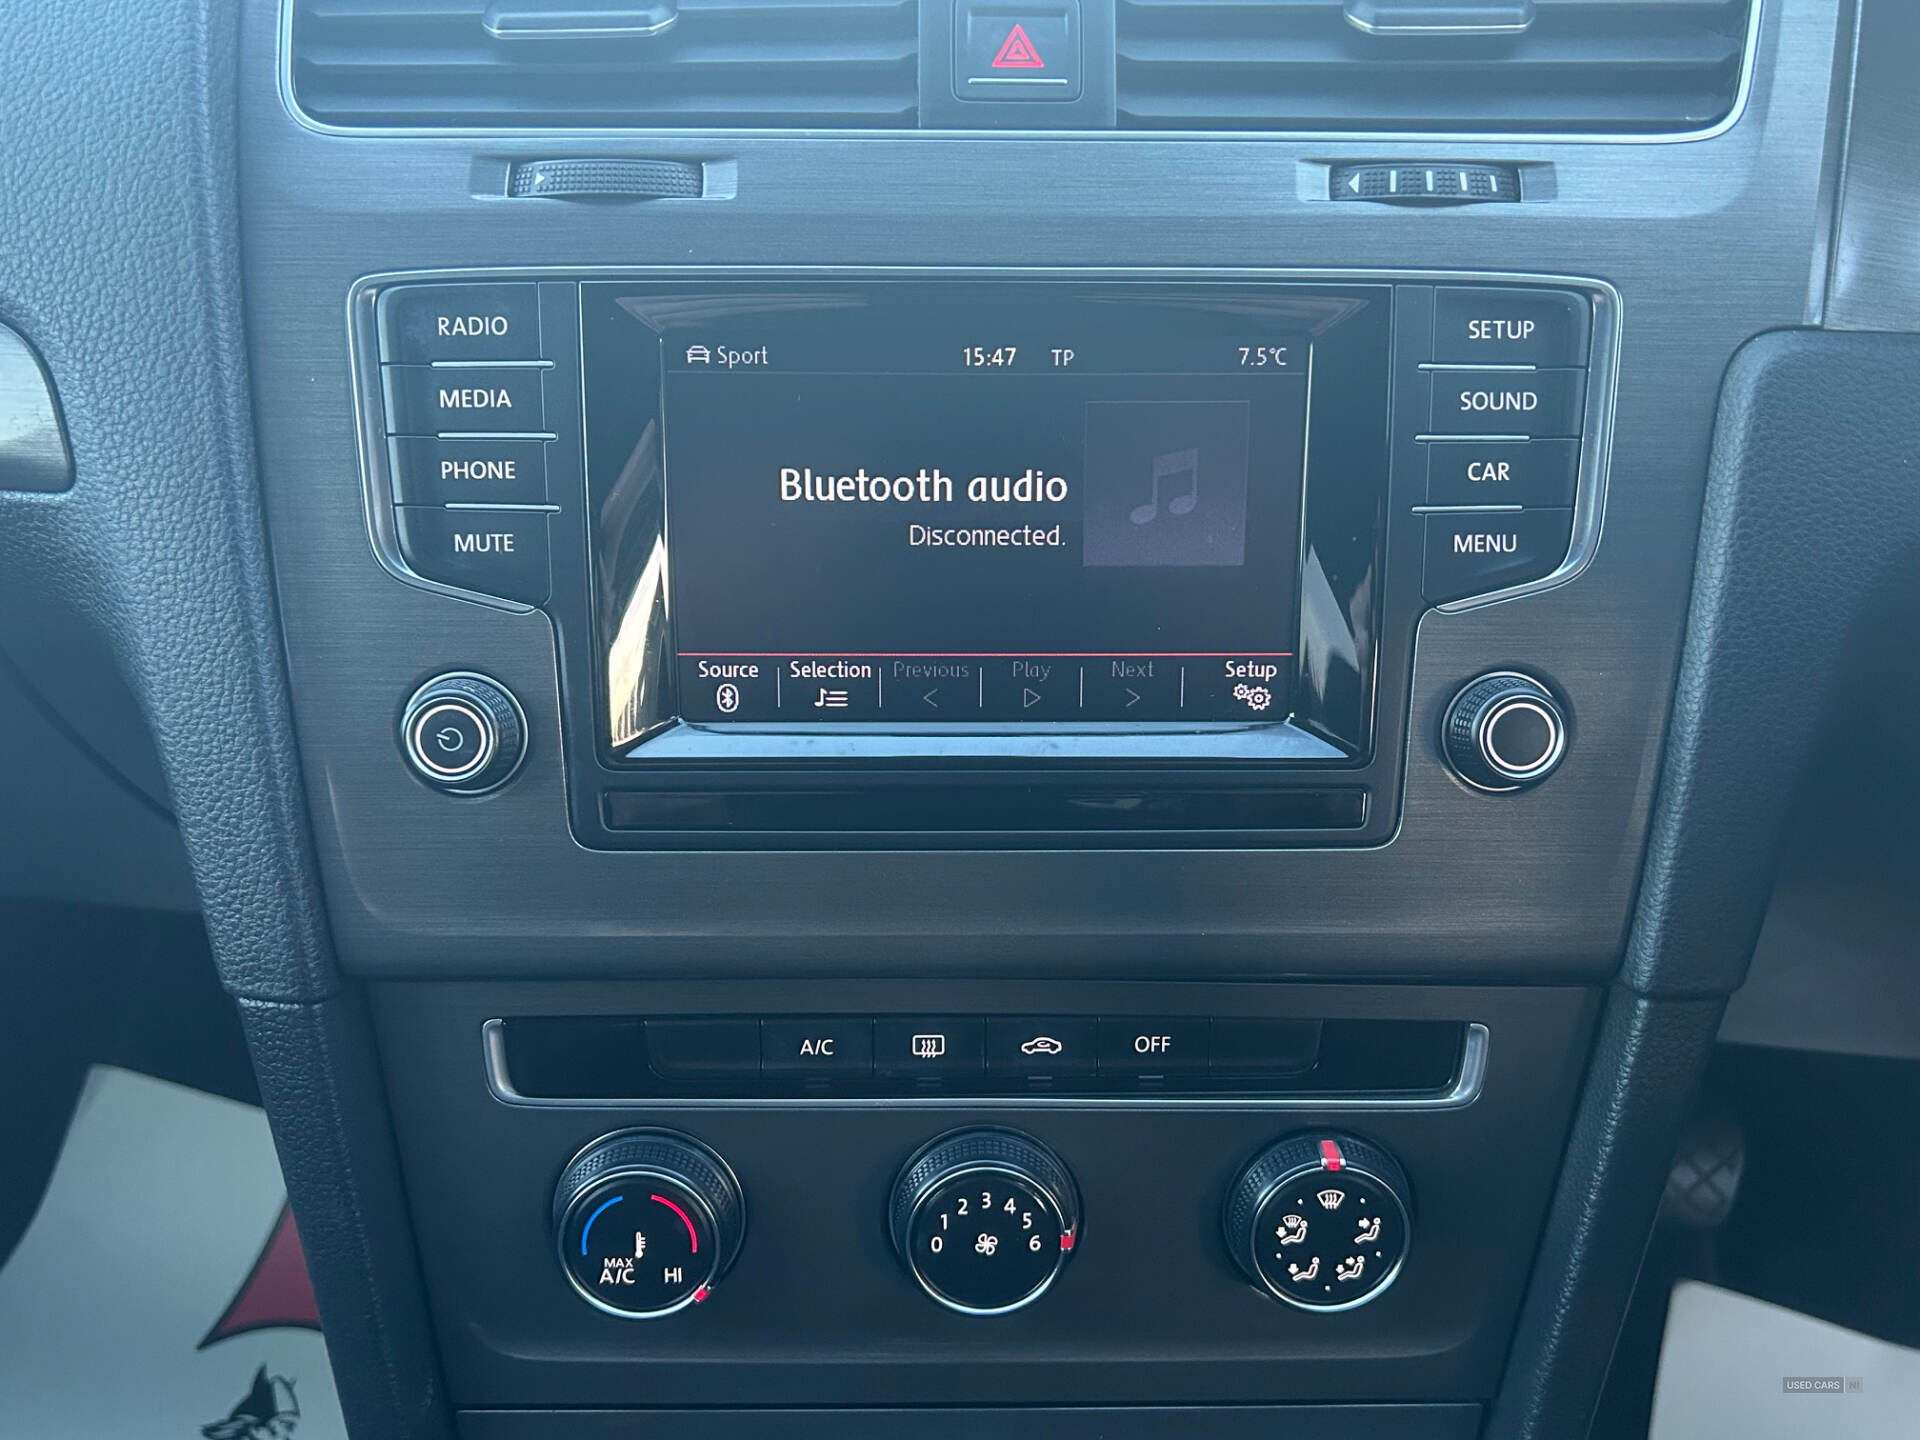 RADIO
MEDIA
PHONE
MUTE
Sport 15:47 TP 7.5°C
Bluetooth audio
Disconnected.
Source Selection Previous Play Next Setup
SETUP
SOUND
CAR
MENU
A/C OFF
MAX
A/C HI
0 1 2 3 4 5 6
USED CARS NI